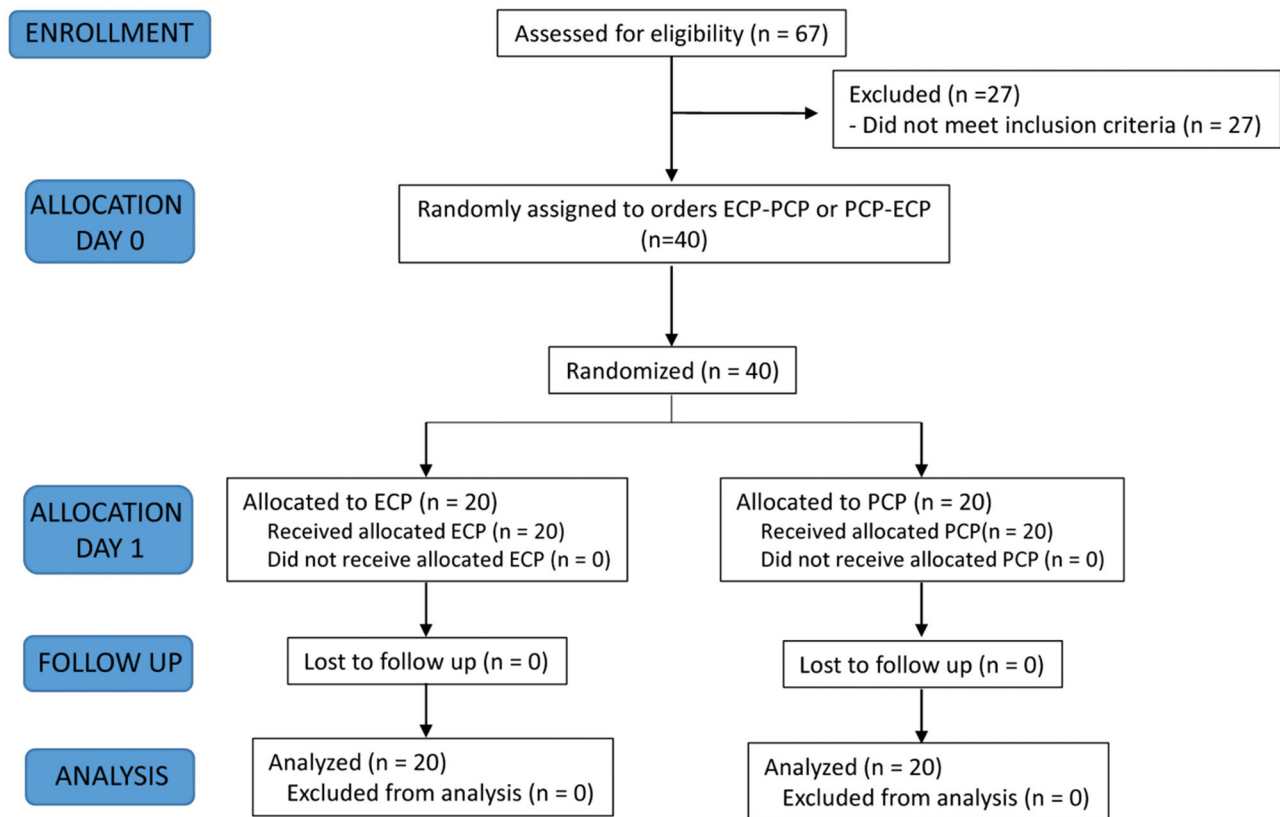 ENROLLMENT
Assessed for eligibility (n = 67)
Excluded (n =27)
- Did not meet inclusion criteria (n = 27)
ALLOCATION
DAY 0
Randomly assigned to orders ECP-PCP or PCP-ECP
(n=40)
Randomized (n = 40)
ALLOCATION
DAY 1
Allocated to ECP (n = 20)
Received allocated ECP (n = 20)
Did not receive allocated ECP (n = 0)
Allocated to PCP (n = 20)
Received allocated PCP(n = 20)
Did not receive allocated PCP (n = 0)
FOLLOW UP
Lost to follow up (n = 0)
Lost to follow up (n = 0)
ANALYSIS
Analyzed (n = 20)
Excluded from analysis (n = 0)
Analyzed (n = 20)
Excluded from analysis (n = 0)